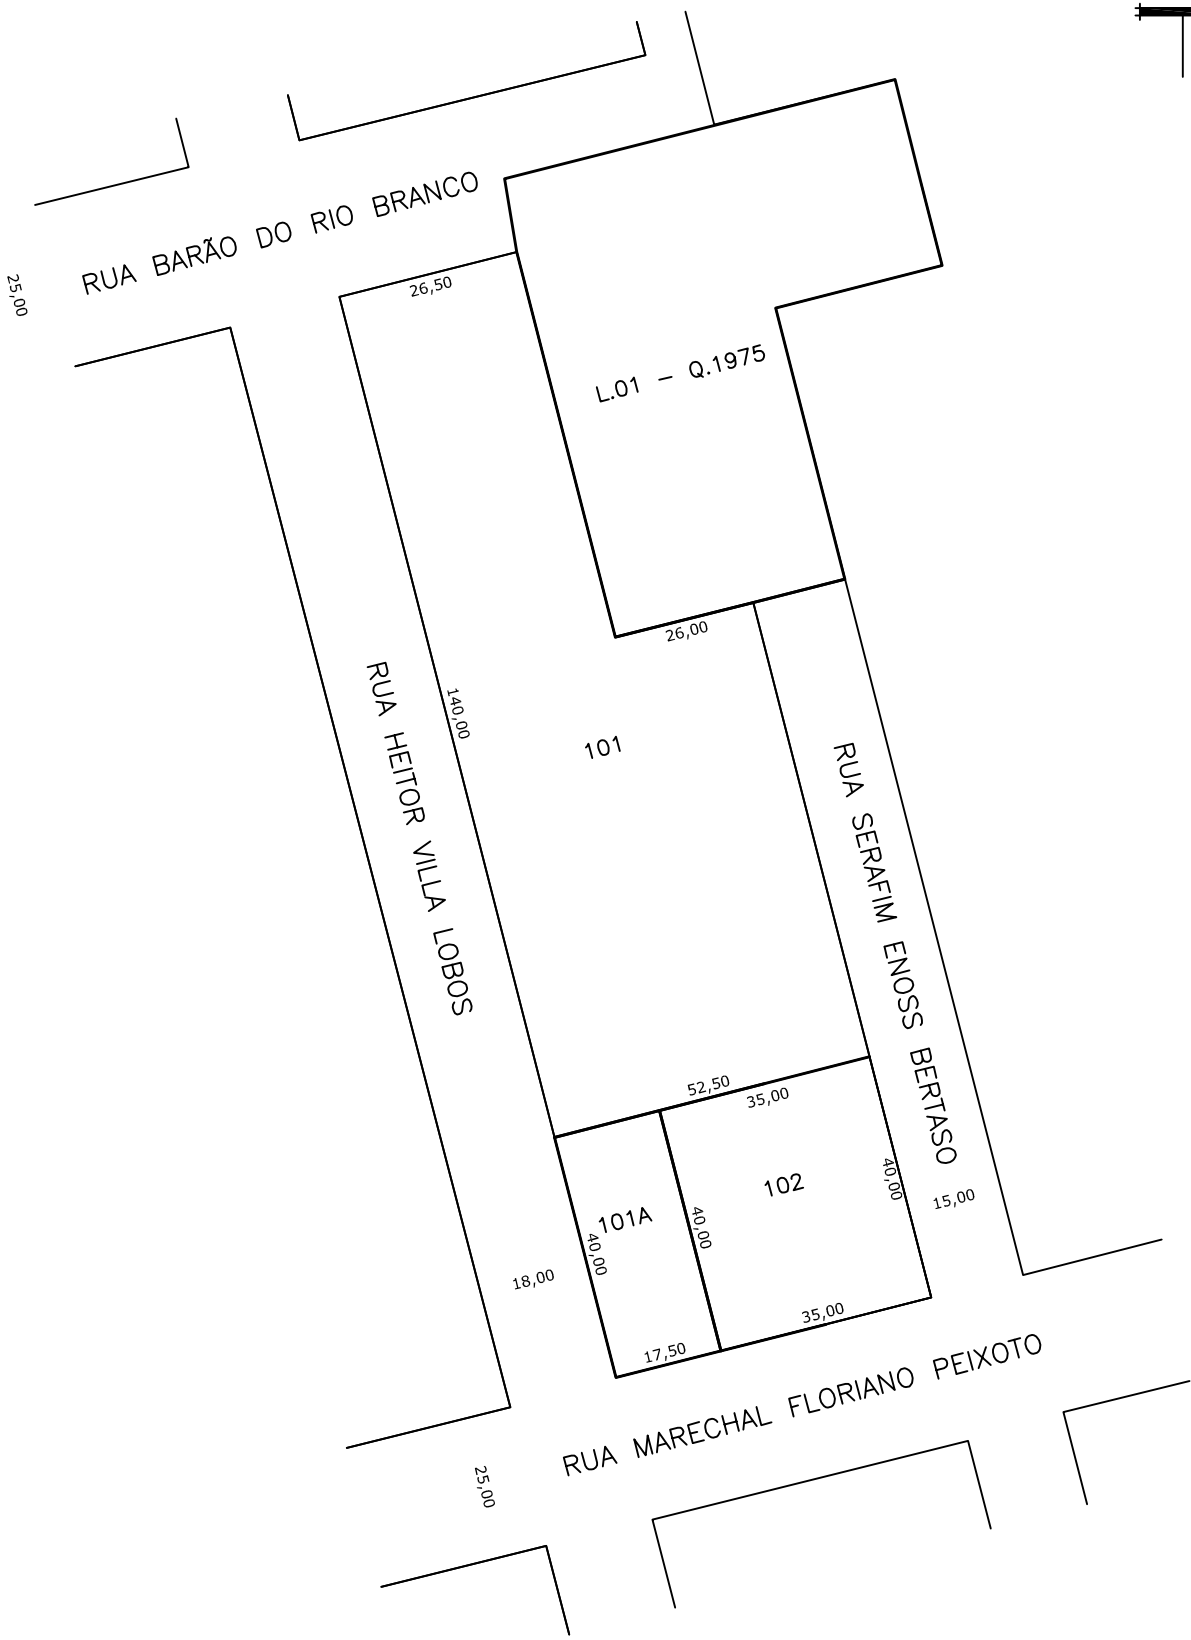 RUA BARÃO DO RIO BRANCO
25,00
26,50
L.01 – Q.1975
26,00
RUA HEITOR VILLA LOBOS
140,00
101
RUA SERAFIM ENOSS BERTASO
52,50
35,00
102
40,00
15,00
101A
40,00
40,00
18,00
35,00
17,50
RUA MARECHAL FLORIANO PEIXOTO
25,00